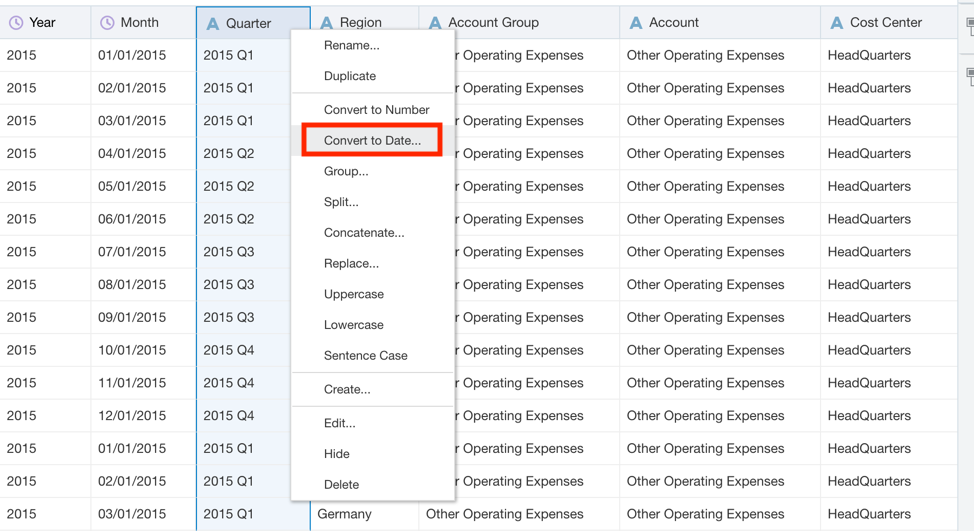 Year Month A Quarter A Region A Account Group A Account A Cost Center
2015 01/01/2015 2015 Q1 r Operating Expenses Other Operating Expenses HeadQuarters
2015 02/01/2015 2015 Q1 r Operating Expenses Other Operating Expenses HeadQuarters
2015 03/01/2015 2015 Q1 r Operating Expenses Other Operating Expenses HeadQuarters
2015 04/01/2015 2015 Q2 r Operating Expenses Other Operating Expenses HeadQuarters
2015 05/01/2015 2015 Q2 r Operating Expenses Other Operating Expenses HeadQuarters
2015 06/01/2015 2015 Q2 r Operating Expenses Other Operating Expenses HeadQuarters
2015 07/01/2015 2015 Q3 r Operating Expenses Other Operating Expenses HeadQuarters
2015 08/01/2015 2015 Q3 r Operating Expenses Other Operating Expenses HeadQuarters
2015 09/01/2015 2015 Q3 r Operating Expenses Other Operating Expenses HeadQuarters
2015 10/01/2015 2015 Q4 r Operating Expenses Other Operating Expenses HeadQuarters
2015 11/01/2015 2015 Q4 r Operating Expenses Other Operating Expenses HeadQuarters
2015 12/01/2015 2015 Q4 r Operating Expenses Other Operating Expenses HeadQuarters
2015 01/01/2015 2015 Q1 r Operating Expenses Other Operating Expenses HeadQuarters
2015 02/01/2015 2015 Q1 r Operating Expenses Other Operating Expenses HeadQuarters
2015 03/01/2015 2015 Q1 Germany Other Operating Expenses Other Operating Expenses HeadQuarters
Rename...
Duplicate
Convert to Number
Convert to Date...
Group...
Split...
Concatenate...
Replace...
Uppercase
Lowercase
Sentence Case
Create...
Edit...
Hide
Delete